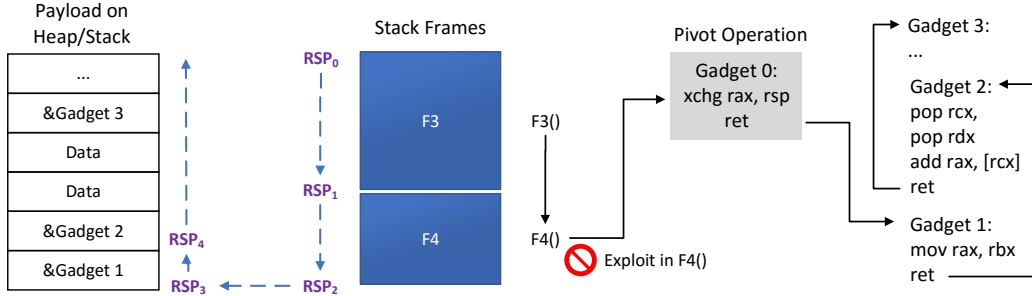 Payload on
Heap/Stack
...
&Gadget 3
Data
Data
&Gadget 2
&Gadget 1
RSP4
RSP3
Stack Frames
RSP0
RSP1
RSP2
F3
F4
F3()
F4()
Exploit in F4()
Pivot Operation
Gadget 0:
xchg rax, rsp
ret
Gadget 3:
...
Gadget 2:
pop rcx,
pop rdx
add rax, [rcx]
ret
Gadget 1:
mov rax, rbx
ret